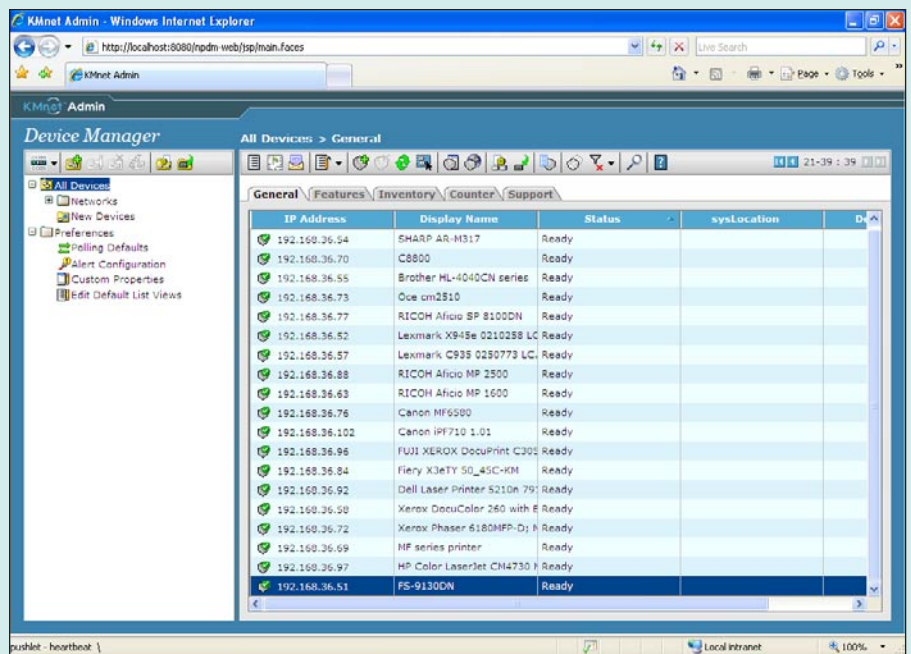 KMnet Admin - Windows Internet Explorer
http://localhost:8080/npdm-web/jsp/main.faces
Live Search
KMnet Admin
Page
Tools
KMnet Admin
Device Manager
All Devices > General
21-39 : 39
All Devices
Networks
New Devices
Preferences
Polling Defaults
Alert Configuration
Custom Properties
Edit Default List Views
General Features Inventory Counter Support
IP Address Display Name Status sysLocation De
192.168.36.54 SHARP AR-M317 Ready
192.168.36.70 C8800 Ready
192.168.36.55 Brother HL-4040CN series Ready
192.168.36.73 Oce cm2510 Ready
192.168.36.77 RICOH Aficio SP 8100DN Ready
192.168.36.52 Lexmark X945e 0210258 LC Ready
192.168.36.57 Lexmark C935 0250773 LC. Ready
192.168.36.88 RICOH Aficio MP 2500 Ready
192.168.36.63 RICOH Aficio MP 1600 Ready
192.168.36.76 Canon MF6580 Ready
192.168.36.102 Canon iPF710 1.01 Ready
192.168.36.96 FUJI XEROX DocuPrint Ready
192.168.36.84 Fiery X3eTY 50_45C-KM Ready
192.168.36.92 Dell Laser Printer 5210n Ready
192.168.36.58 Xerox DocuColor 260 with Ready
192.168.36.72 Xerox Phaser 6180MFP-D; Ready
192.168.36.69 MF series printer Ready
192.168.36.97 HP Color LaserJet CM4730 Ready
192.168.36.51 FS-9130DN Ready
pushlet - heartbeat \
Local intranet
100%